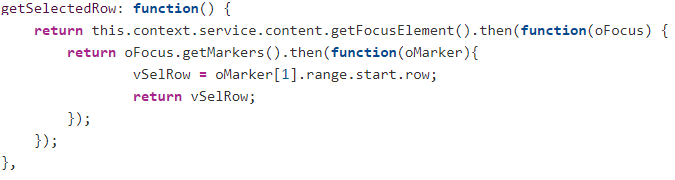 getSelectedRow: function() {
    return this.context.service.content.getFocusElement().then(function(oFocus) {
        return oFocus.getMarkers().then(function(oMarker){
                vSelRow = oMarker[1].range.start.row;
                return vSelRow;
        });
    });
},